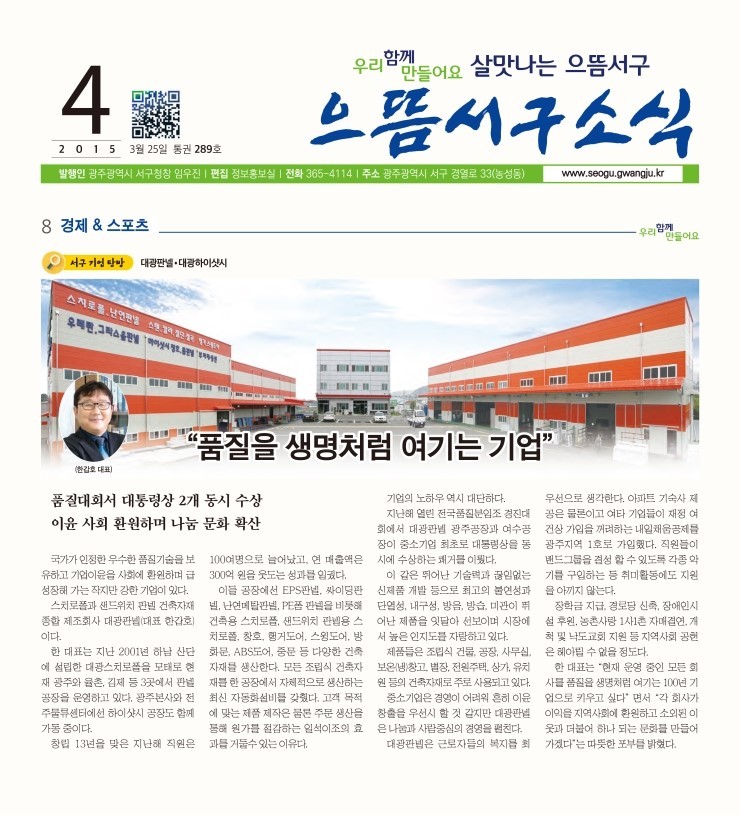 4
2 0 1 5
3월 25일 통권 289호
우리 함께 만들어요 살맛나는 으뜸서구
으뜸서구소식
발행인 광주광역시 서구청장 임우진 | 편집 정보홍보실 | 전화 365-4114 | 주소 광주광역시 서구 경열로 33(농성동)
www.seogu.gwangju.kr
8 경제 & 스포츠
우리 함께 만들어요
서구 기업 탐방
대광판넬·대광하이샷시
스치로폴.난연판넬
우레탄.그라스울판넬
(한갑호 대표)
“품질을 생명처럼 여기는 기업”
품질대회서 대통령상 2개 동시 수상
이윤 사회 환원하며 나눔 문화 확산
국가가 인정한 우수한 품질기술을 보
유하고 기업이윤을 사회에 환원하며 급
성장해 가는 작지만 강한 기업이 있다.
스치로폴과 샌드위치 판넬 건축자재
종합 제조회사 대광판넬(대표 한갑호)
이다.
한 대표는 지난 2001년 하남 산단
에 설립한 대광스치로폴을 모태로 현
재 광주와 율촌, 김제 등 3곳에서 판넬
공장을 운영하고 있다. 광주본사와 전
주물류센터에선 하이샷시 공장도 함께
가동 중이다.
창립 13년을 맞은 지난해 직원은
100여명으로 늘어났고, 연 매출액은
300억 원을 웃도는 성과를 일궜다.
이들 공장에선 EPS판넬, 싸이딩판
넬, 난연메탈판넬, PE폼 판넬을 비롯해
건축용 스치로폴, 샌드위치 판넬용 스
치로폴, 창호, 행거도어, 스윙도어, 방
화문, ABS도어, 중문 등 다양한 건축
자재를 생산한다. 모든 조립식 건축자
재를 한 공장에서 자체적으로 생산하는
최신 자동화설비를 갖췄다. 고객 목적
에 맞는 제품 제작은 물론 주문 생산을
통해 원가를 절감하는 일석이조의 효
과를 거둘수 있는 이유다.
기업의 노하우 역시 대단하다.
지난해 열린 전국품질분임조 경진대
회에서 대광판넬 광주공장과 여수공
장이 중소기업 최초로 대통령상을 동
시에 수상하는 쾌거를 이뤘다.
이 같은 뛰어난 기술력과 끊임없는
신제품 개발 등으로 최고의 불연성과
단열성, 내구성, 방음, 방습, 미관이 뛰
어난 제품을 잇달아 선보이며 시장에
서 높은 인지도를 자랑하고 있다.
제품들은 조립식 건물, 공장, 사무실,
보온(냉)창고, 별장, 전원주택, 상가, 유치
원 등의 건축자재로 주로 사용되고 있다.
중소기업은 경영이 어려워 흔히 이윤
창출을 우선시 할 것 같지만 대광판넬
은 나눔과 사람중심의 경영을 펼친다.
대광판넬은 근로자들의 복지를 최
우선으로 생각한다. 아파트 기숙사 제
공은 물론이고 여타 기업들이 재정 여
건상 가입을 꺼려하는 내일채움공제를
광주지역 1호로 가입했다. 직원들이
밴드그룹을 결성 할 수 있도록 각종 악
기를 구입하는 등 취미활동에도 지원
을 아끼지 않는다.
장학금 지급, 경로당 신축, 장애인시
설 후원, 농촌사랑 1사1촌 자매결연, 개
척 및 낙도교회 지원 등 지역사회 공헌
은 헤아릴 수 없을 정도다.
한 대표는 “현재 운영 중인 모든 회
사를 품질을 생명처럼 여기는 100년 기
업으로 키우고 싶다” 면서 “각 회사가
이익을 지역사회에 환원하고 소외된 이
웃과 더불어 하나 되는 문화를 만들어
가겠다”는 따뜻한 포부를 밝혔다.